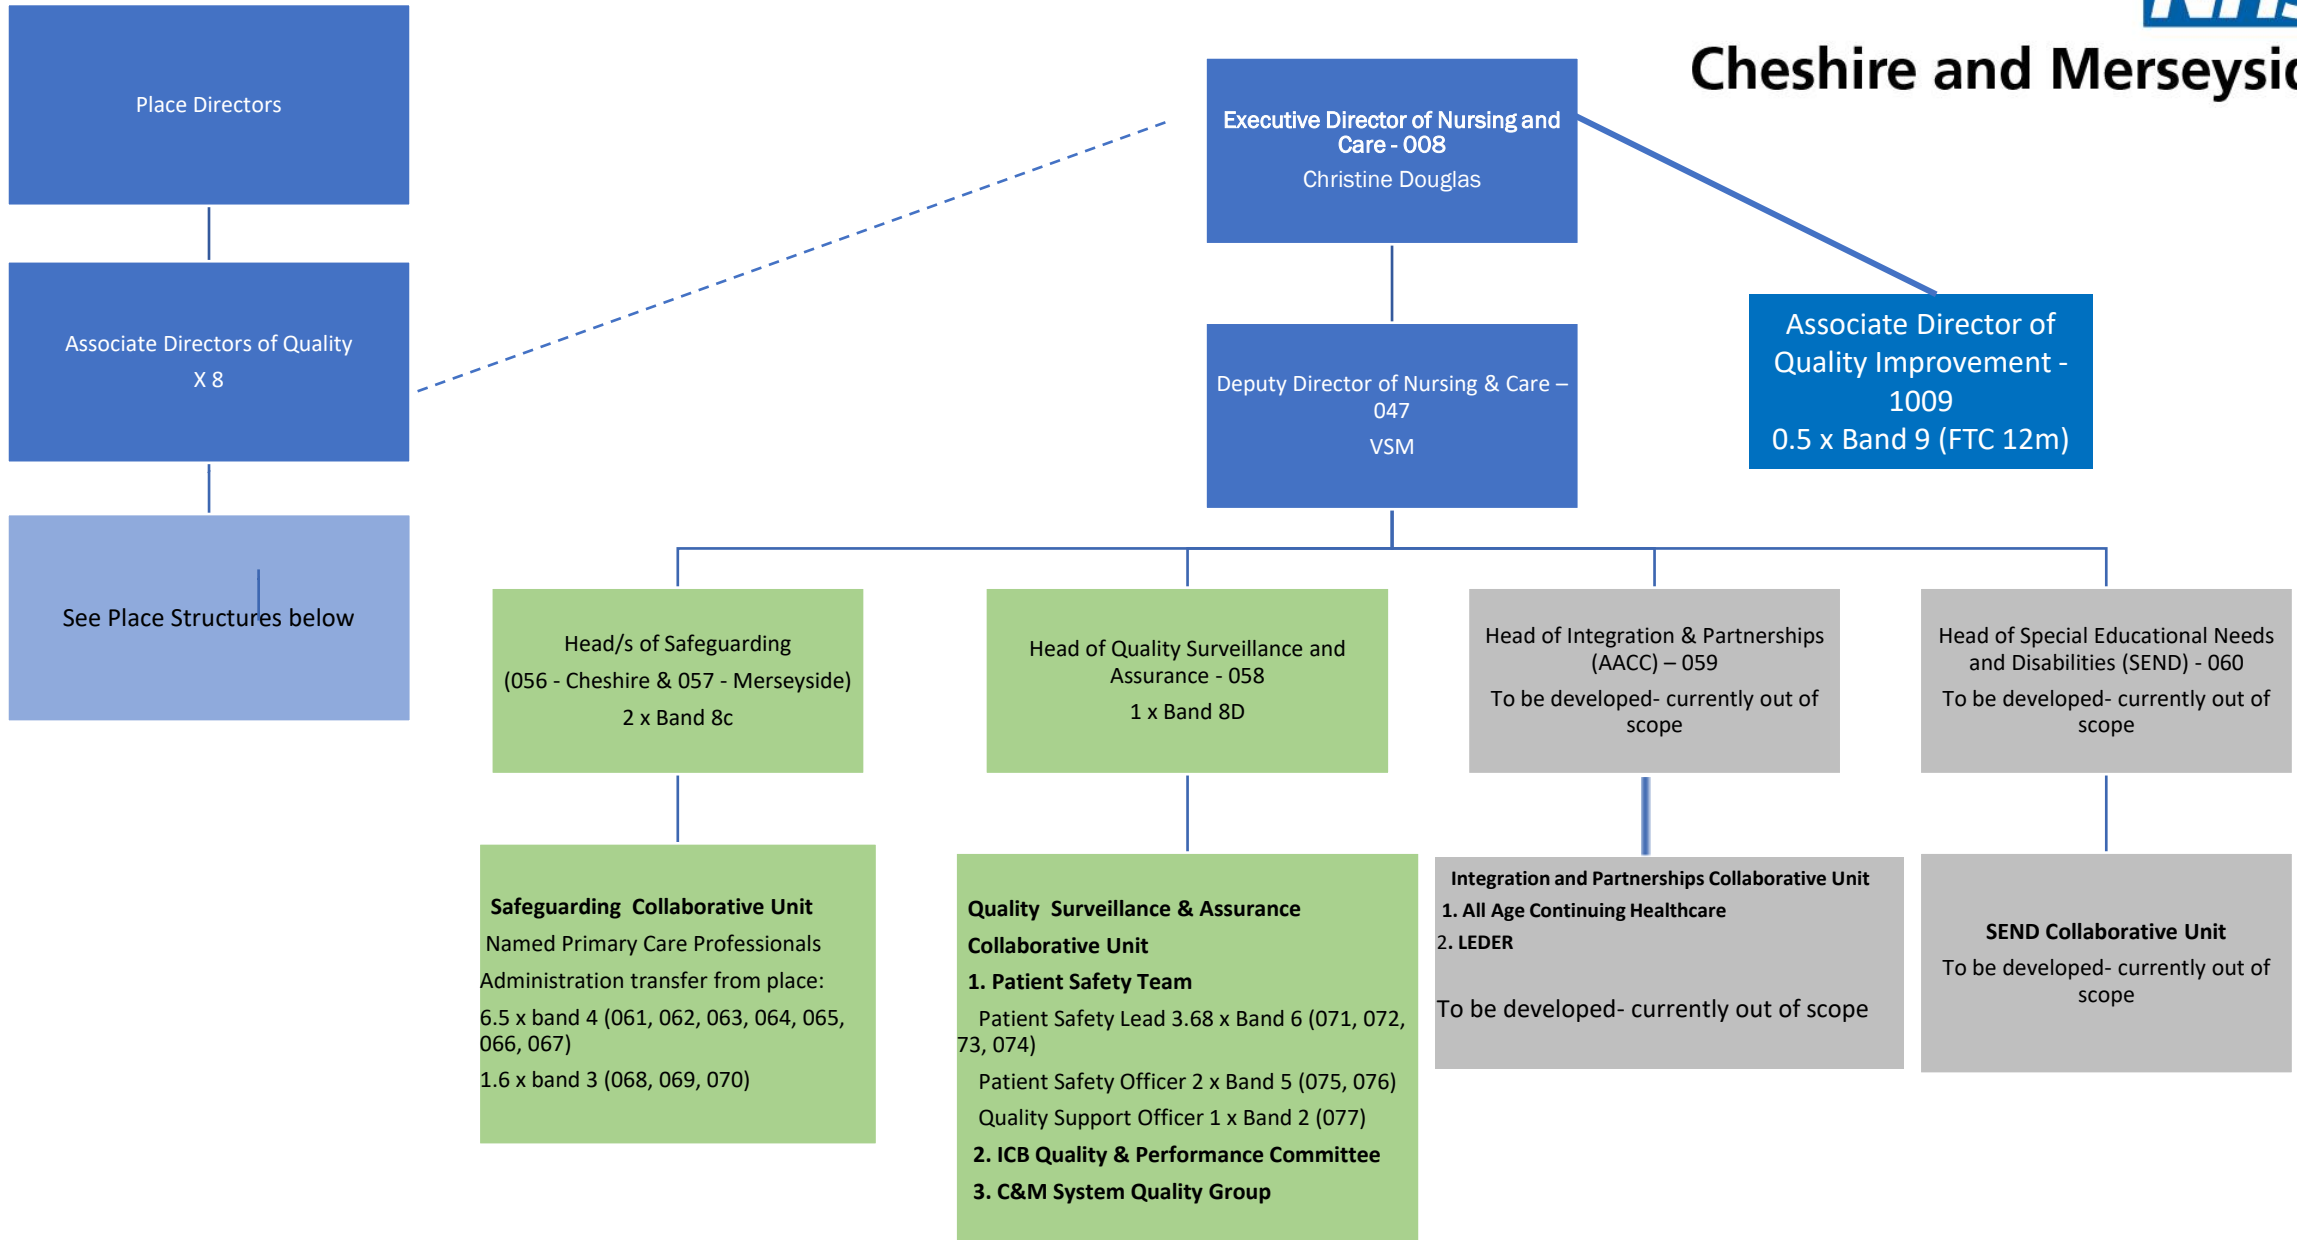 NHS
Cheshire and Merseysid
Place Directors
Executive Director of Nursing and
Care - 008
Christine Douglas
Associate Directors of Quality
X 8
Deputy Director of Nursing & Care –
047
VSM
Associate Director of
Quality Improvement -
1009
0.5 x Band 9 (FTC 12m)
See Place Structures below
Head/s of Safeguarding
(056 - Cheshire & 057 - Merseyside)
2 x Band 8c
Head of Quality Surveillance and
Assurance - 058
1 x Band 8D
Head of Integration & Partnerships
(AACC) – 059
To be developed- currently out of
scope
Head of Special Educational Needs
and Disabilities (SEND) - 060
To be developed- currently out of
scope
Safeguarding Collaborative Unit
Named Primary Care Professionals
Administration transfer from place:
6.5 x band 4 (061, 062, 063, 064, 065,
066, 067)
1.6 x band 3 (068, 069, 070)
Quality Surveillance & Assurance
Collaborative Unit
1. Patient Safety Team
Patient Safety Lead 3.68 x Band 6 (071, 072,
73, 074)
Patient Safety Officer 2 x Band 5 (075, 076)
Quality Support Officer 1 x Band 2 (077)
2. ICB Quality & Performance Committee
3. C&M System Quality Group
Integration and Partnerships Collaborative Unit
1. All Age Continuing Healthcare
2. LEDER
To be developed- currently out of scope
SEND Collaborative Unit
To be developed- currently out of
scope